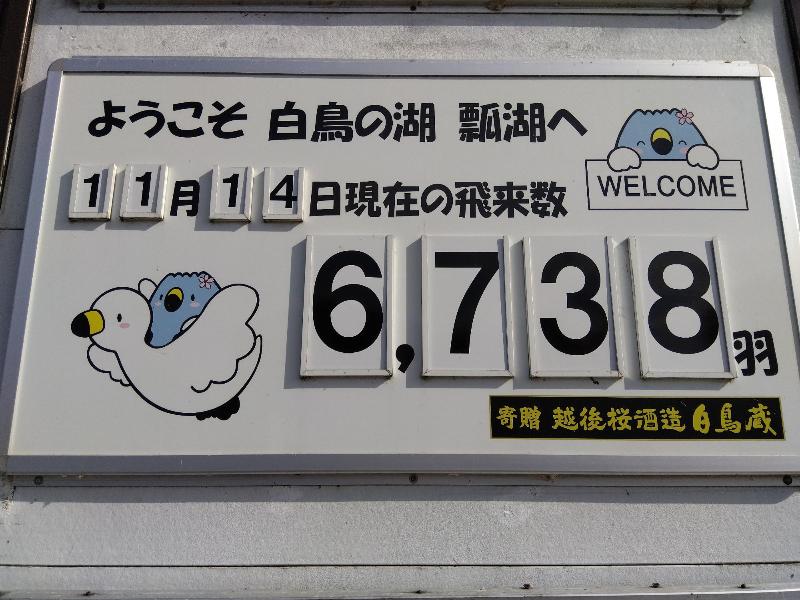 ようこそ 白鳥の湖 瓢湖へ
WELCOME
11月14日現在の飛来数
6,738羽
寄贈 越後桜酒造 白鳥蔵